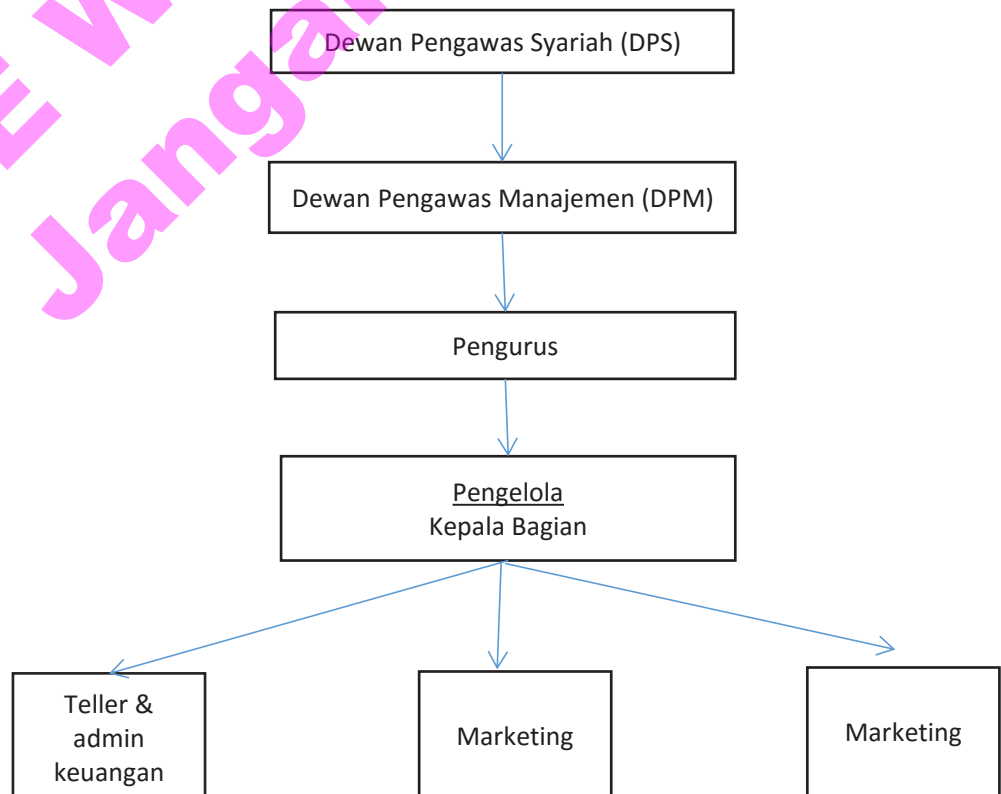 Dewan Pengawas Syariah (DPS)
Dewan Pengawas Manajemen (DPM)
Pengurus
Pengelola
Kepala Bagian
Teller &
admin
keuangan
Marketing
Marketing